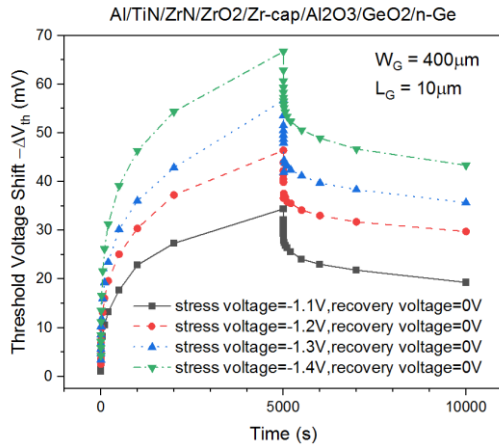 Al/TiN/ZrN/ZrO2/Zr-cap/Al2O3/GeO2/n-Ge
70
60
50
40
30
20
10
0
Threshold Voltage Shift −ΔVth (mV)
WG = 400μm
LG = 10μm
stress voltage=-1.1V,recovery voltage=0V
stress voltage=-1.2V,recovery voltage=0V
stress voltage=-1.3V,recovery voltage=0V
stress voltage=-1.4V,recovery voltage=0V
0 5000 10000
Time (s)